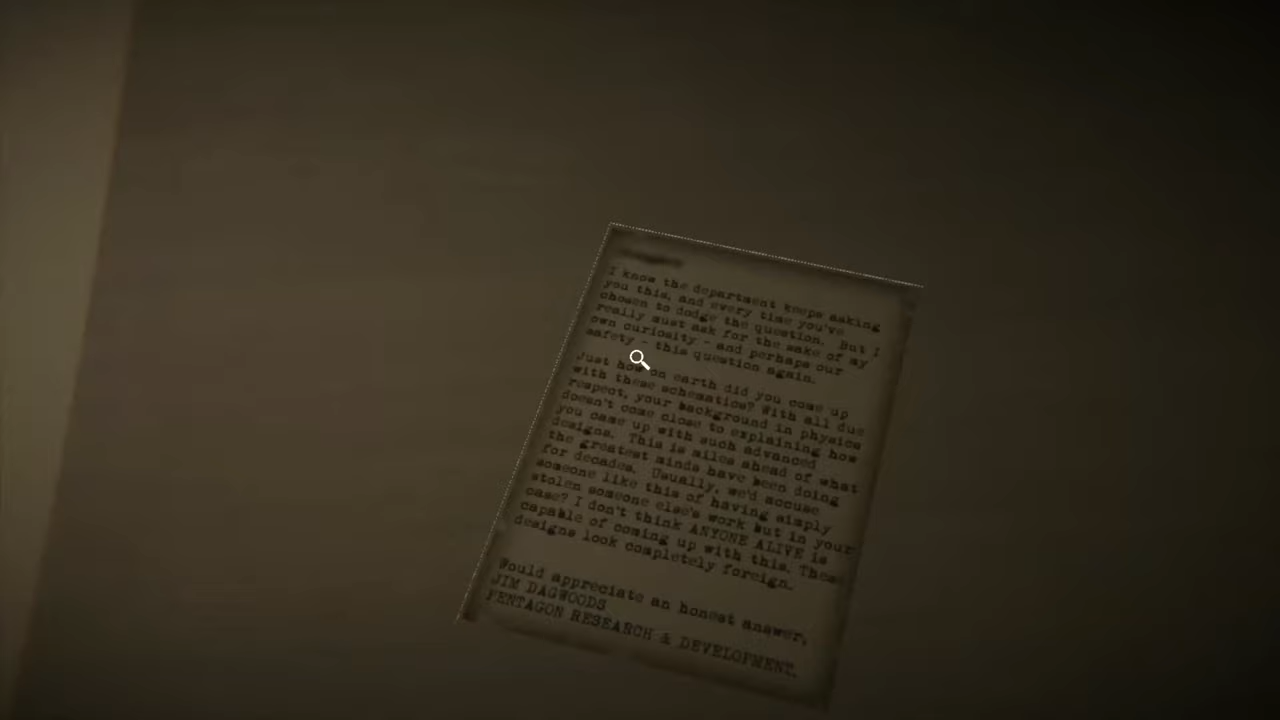 I know the department keeps asking
you this, and every time you've
chosen to dodge the question. But I
really must ask for the sake of my
own curiosity - and perhaps our
safety - this question again.
Just how on earth did you come up
with these schematics? With all due
respect, your background in physics
doesn't come close to explaining how
you came up with such advanced
designs. This is miles ahead of what
the greatest minds have been doing
for decades. Usually, we'd accuse
someone like this of having simply
stolen someone else's work but in your
case? I don't think ANYONE ALIVE is
capable of coming up with this. These
designs look completely foreign.
Would appreciate an honest answer,
JIM DAGWOODS
PENTAGON RESEARCH & DEVELOPMENT.